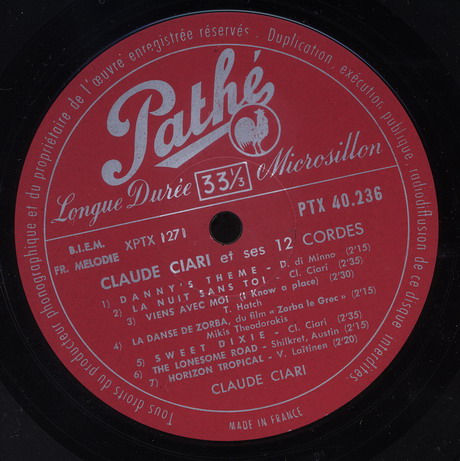 Tous droits du producteur phonographique et du propriétaire de l'œuvre enregistrée réservés. Duplication, exécution publique, radiodiffusion de ce disque interdites.
Pathé
Longue Durée 33 1/3 Microsillon
B.I.E.M. XPTX 1271
FR. MELODIE
PTX 40.236
CLAUDE CIARI et ses 12 CORDES
1) DANNY'S THEME - D. di Minno (2'15)
2) LA NUIT SANS TOI - Cl. Ciari (2'35)
3) VIENS AVEC MOI (I Know a place) (2'30)
T. Hatch
4) LA DANSE DE ZORBA, du film « Zorba le Grec » (2'15)
Mikis Theodorakis
5) SWEET DIXIE - Cl. Ciari (2'35)
6) THE LONESOME ROAD - Shilkret, Austin (2'15)
7) HORIZON TROPICAL - V. Laïtinen (2'20)
CLAUDE CIARI
MADE IN FRANCE